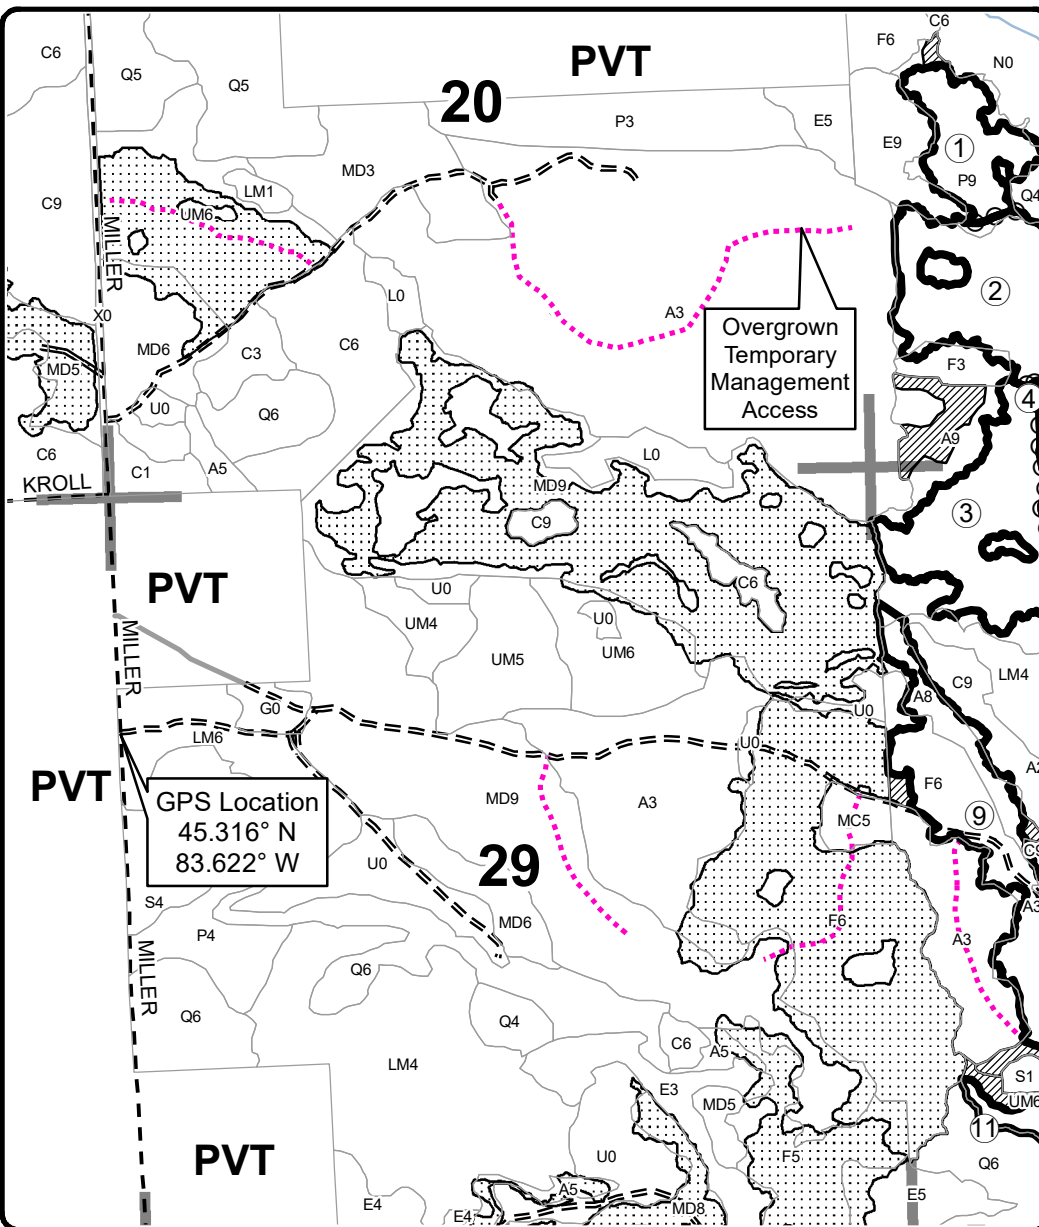 C6
F6
C6
N0
Q5
Q5
PVT
20
P3
E5
E9
1
P9
Q4
MD3
LM1
C9
UM6
MILLER
L0
A3
2
X0
Overgrown
Temporary
Management
Access
MD6
C3
C6
MD5
F3
U0
Q6
4
A9
C6
C1
A5
L0
KROLL
MD9
C9
3
PVT
U0
C6
UM4
U0
UM5
UM6
MILLER
LM4
C9
A8
G0
U0
LM6
U0
A2
PVT
GPS Location
45.316° N
83.622° W
MD9
A3
F6
MC5
9
29
U0
C9
S4
MD6
F6
A3
A3
P4
MILLER
Q6
Q6
Q4
LM4
C6
A5
S1
E3
MD5
UM6
11
PVT
U0
F5
Q6
A5
E4
E4
MD8
E5